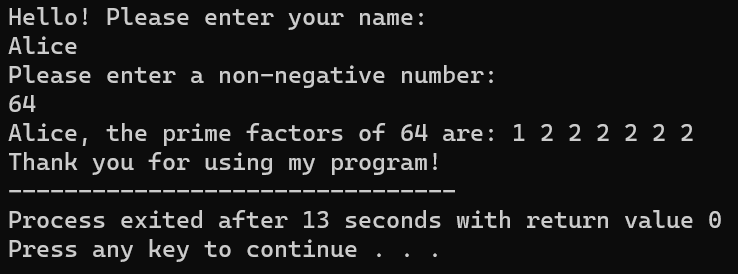 Hello! Please enter your name:
Alice
Please enter a non-negative number:
64
Alice, the prime factors of 64 are: 1 2 2 2 2 2 2
Thank you for using my program!
--------------------------------
Process exited after 13 seconds with return value 0
Press any key to continue . . .